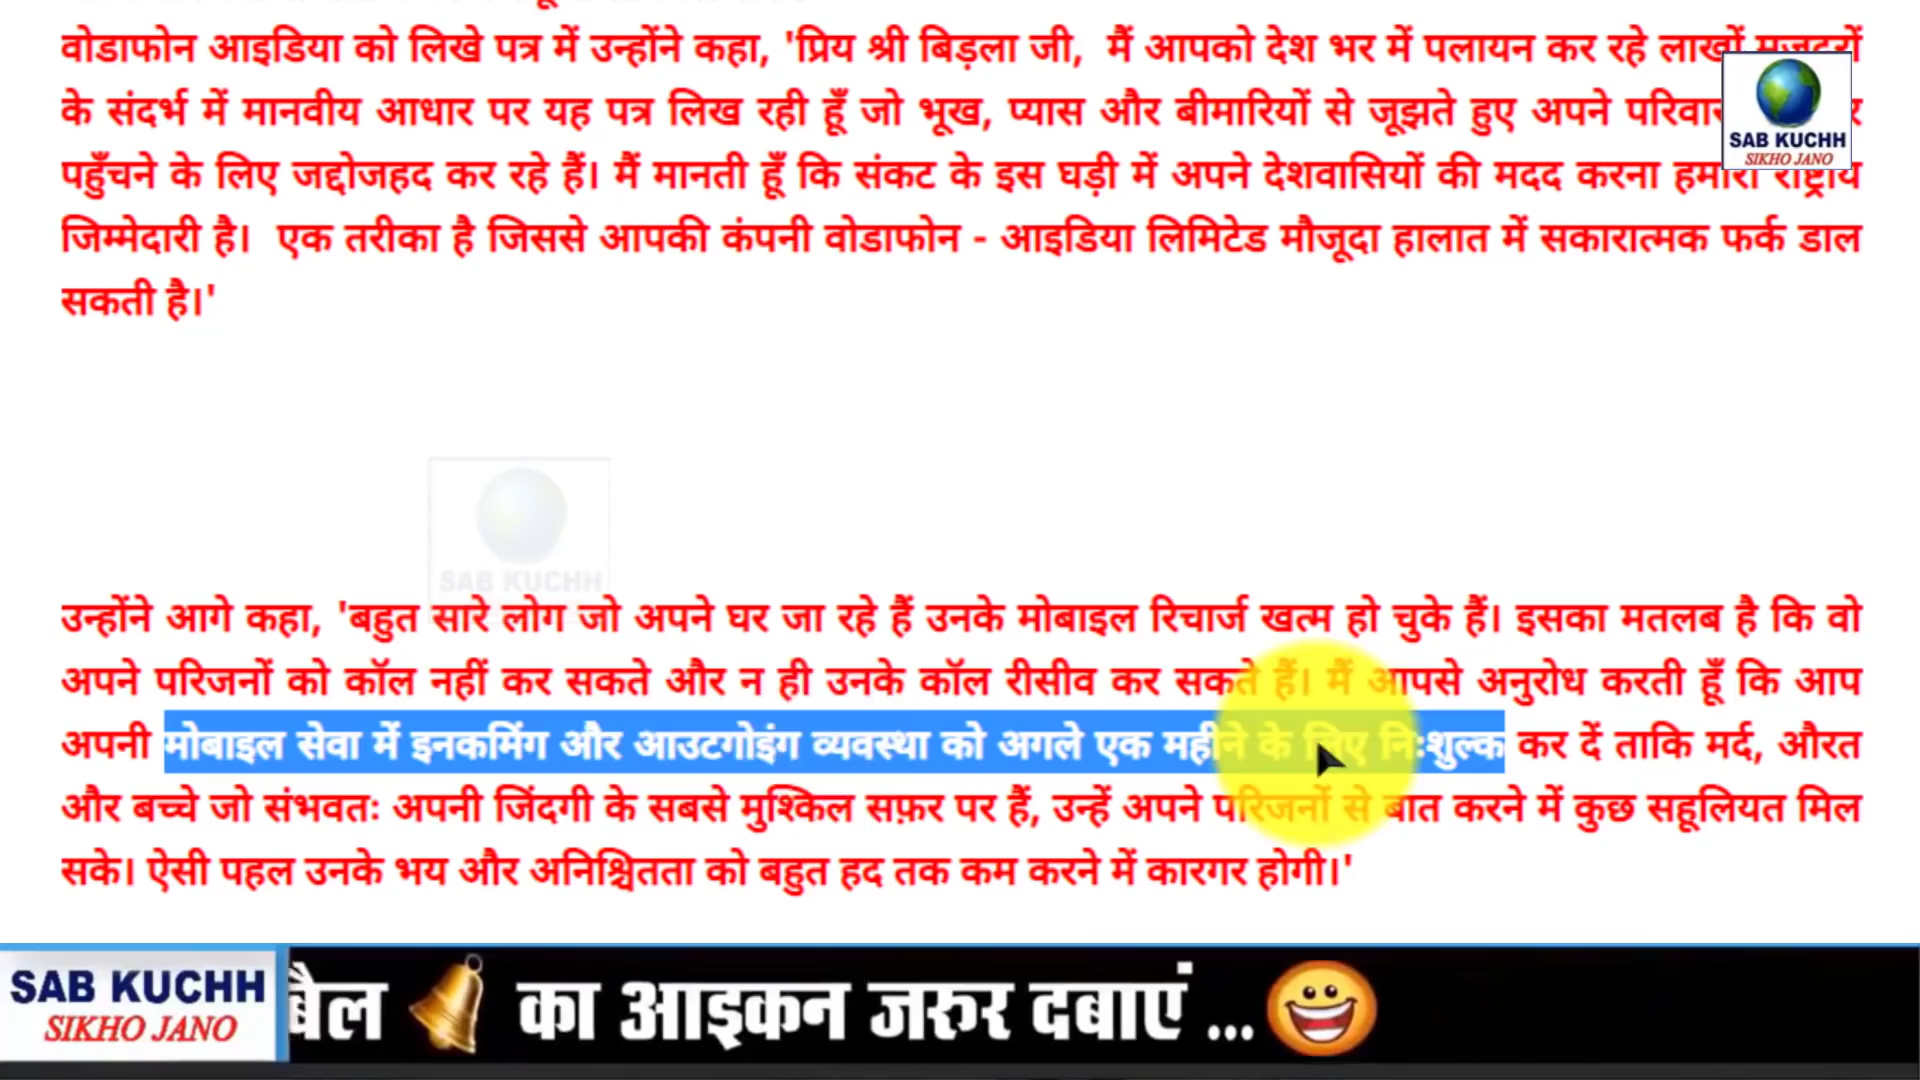 वोडाफोन आइडिया को लिखे पत्र में उन्होंने कहा, 'प्रिय श्री बिड़ला जी, मैं आपको देश भर में पलायन कर रहे लाखों मजदूरों
के संदर्भ में मानवीय आधार पर यह पत्र लिख रही हूँ जो भूख, प्यास और बीमारियों से जूझते हुए अपने
पहुँचने के लिए जद्दोजहद कर रहे हैं। मैं मानती हूँ कि संकट के इस घड़ी में अपने देशवासियों की मदद करना हमारी राष्ट्रीय
जिम्मेदारी है। एक तरीका है जिससे आपकी कंपनी वोडाफोन - आइडिया लिमिटेड मौजूदा हालात में सकारात्मक फर्क डाल
सकती है।'
SAB KUCHH
SIKHO JANO
SAB KUCHH
उन्होंने आगे कहा, 'बहुत सारे लोग जो अपने घर जा रहे हैं उनके मोबाइल रिचार्ज खत्म हो चुके हैं। इसका मतलब है कि वो
अपने परिजनों को कॉल नहीं कर सकते और न ही उनके कॉल रीसीव कर सकते हैं। मैं आपसे अनुरोध करती हूँ कि आप
अपनी मोबाइल सेवा में इनकमिंग और आउटगोइंग व्यवस्था को अगले एक महीने के लिए निःशुल्क कर दें ताकि मर्द, औरत
और बच्चे जो संभवतः अपनी जिंदगी के सबसे मुश्किल सफ़र पर हैं, उन्हें अपने परिजनों से बात करने में कुछ सहूलियत मिल
सके। ऐसी पहल उनके भय और अनिश्चितता को बहुत हद तक कम करने में कारगर होगी।'
SAB KUCHH
SIKHO JANO
बैल का आइकन जरुर दबाएं ...